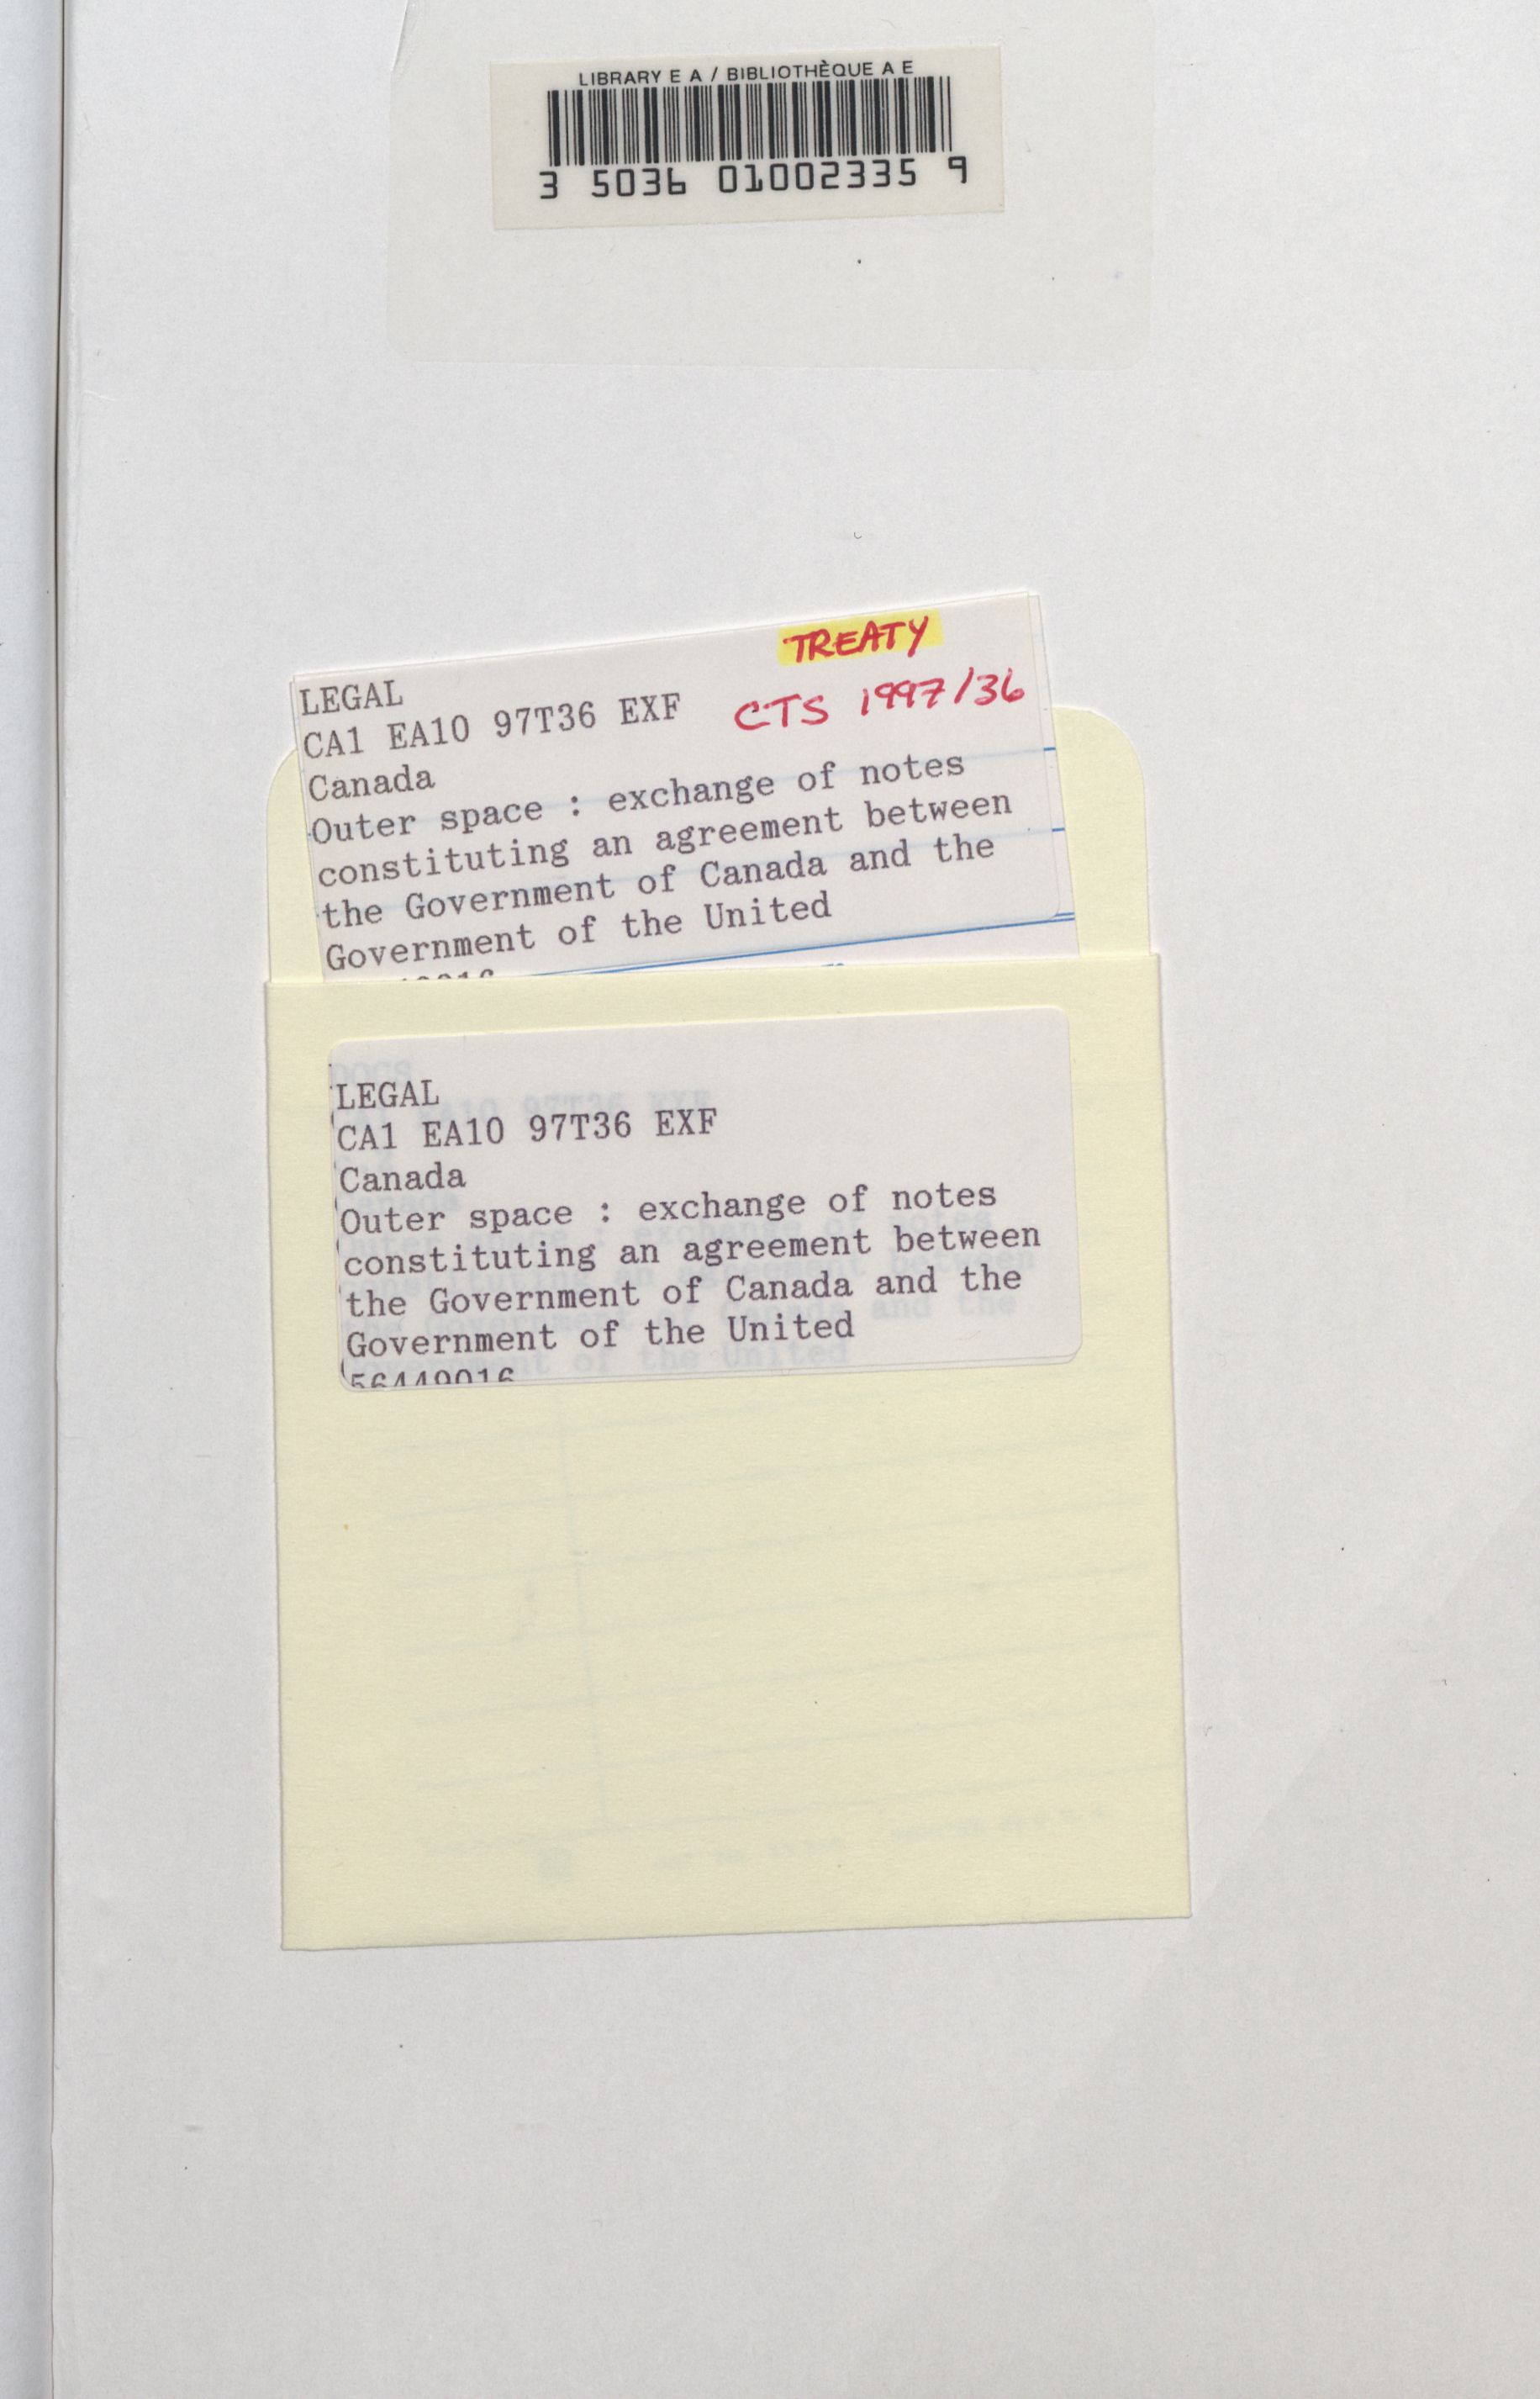 LIBRARY E A / BIBLIOTHÈQUE A E
3 5036 01002335 9
TREATY
LEGAL
CA1 EA10 97T36 EXF CTS 1997/36
Canada
Outer space : exchange of notes
constituting an agreement between
the Government of Canada and the
Government of the United
LEGAL
CA1 EA10 97T36 EXF
Canada
Outer space : exchange of notes
constituting an agreement between
the Government of Canada and the
Government of the United
56449016